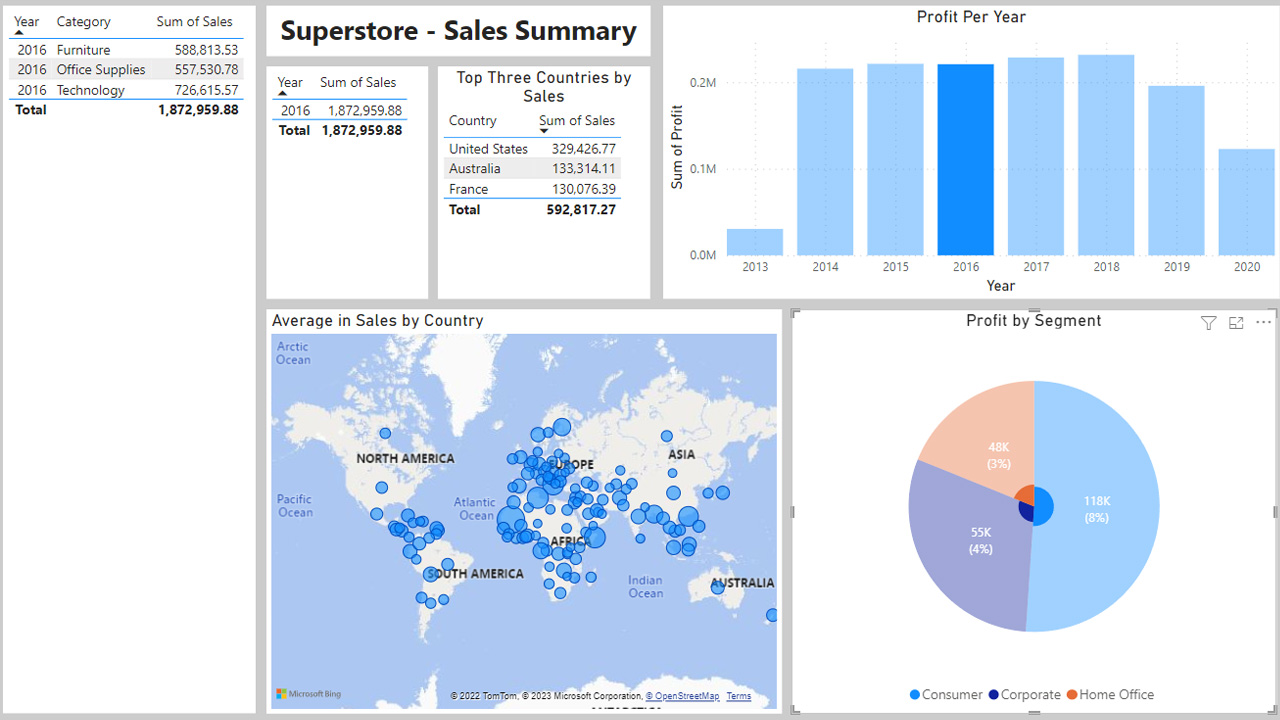 Year Category Sum of Sales
2016 Furniture 588,813.53
2016 Office Supplies 557,530.78
2016 Technology 726,615.57
Total 1,872,959.88
Superstore - Sales Summary
Year Sum of Sales
2016 1,872,959.88
Total 1,872,959.88
Top Three Countries by
Sales
Country Sum of Sales
United States 329,426.77
Australia 133,314.11
France 130,076.39
Total 592,817.27
Profit Per Year
Sum of Profit
0.2M
0.1M
0.0M
2013 2014 2015 2016 2017 2018 2019 2020
Year
Average in Sales by Country
Arctic
Ocean
NORTH AMERICA
EUROPE
ASIA
Pacific
Ocean
Atlantic
Ocean
AFRICA
SOUTH AMERICA
Indian
Ocean
AUSTRALIA
Microsoft Bing
© 2022 TomTom, © 2023 Microsoft Corporation, © OpenStreetMap Terms
ANTARCTICA
Profit by Segment
48K
(3%)
118K
(8%)
55K
(4%)
Consumer Corporate Home Office